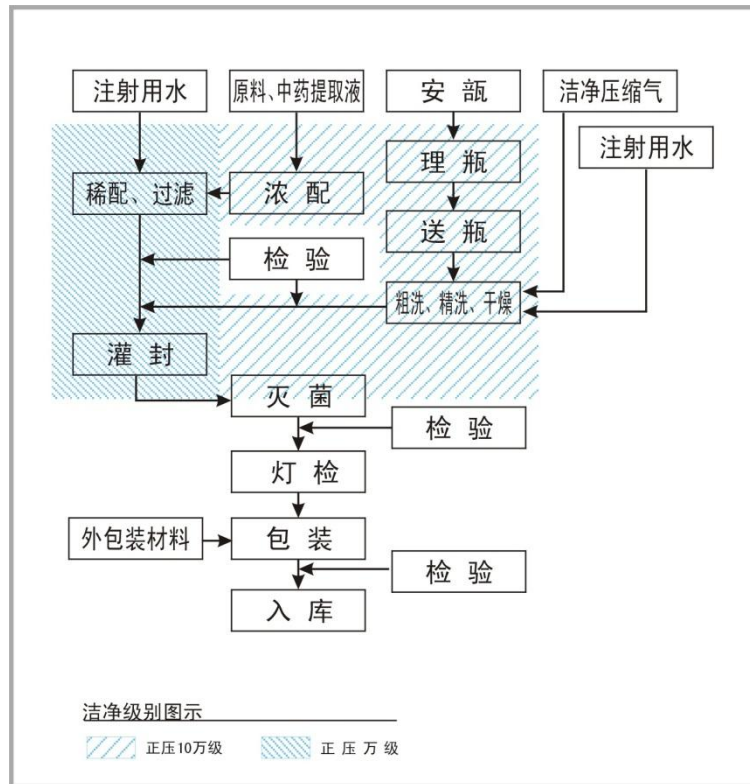 注射用水
原料、中药提取液
安瓿
洁净压缩气
注射用水
稀配、过滤
浓配
理瓶
送瓶
检验
粗洗、精洗、干燥
灌封
灭菌
检验
灯检
外包装材料
包装
检验
入库
洁净级别图示
正压10万级
正压万级